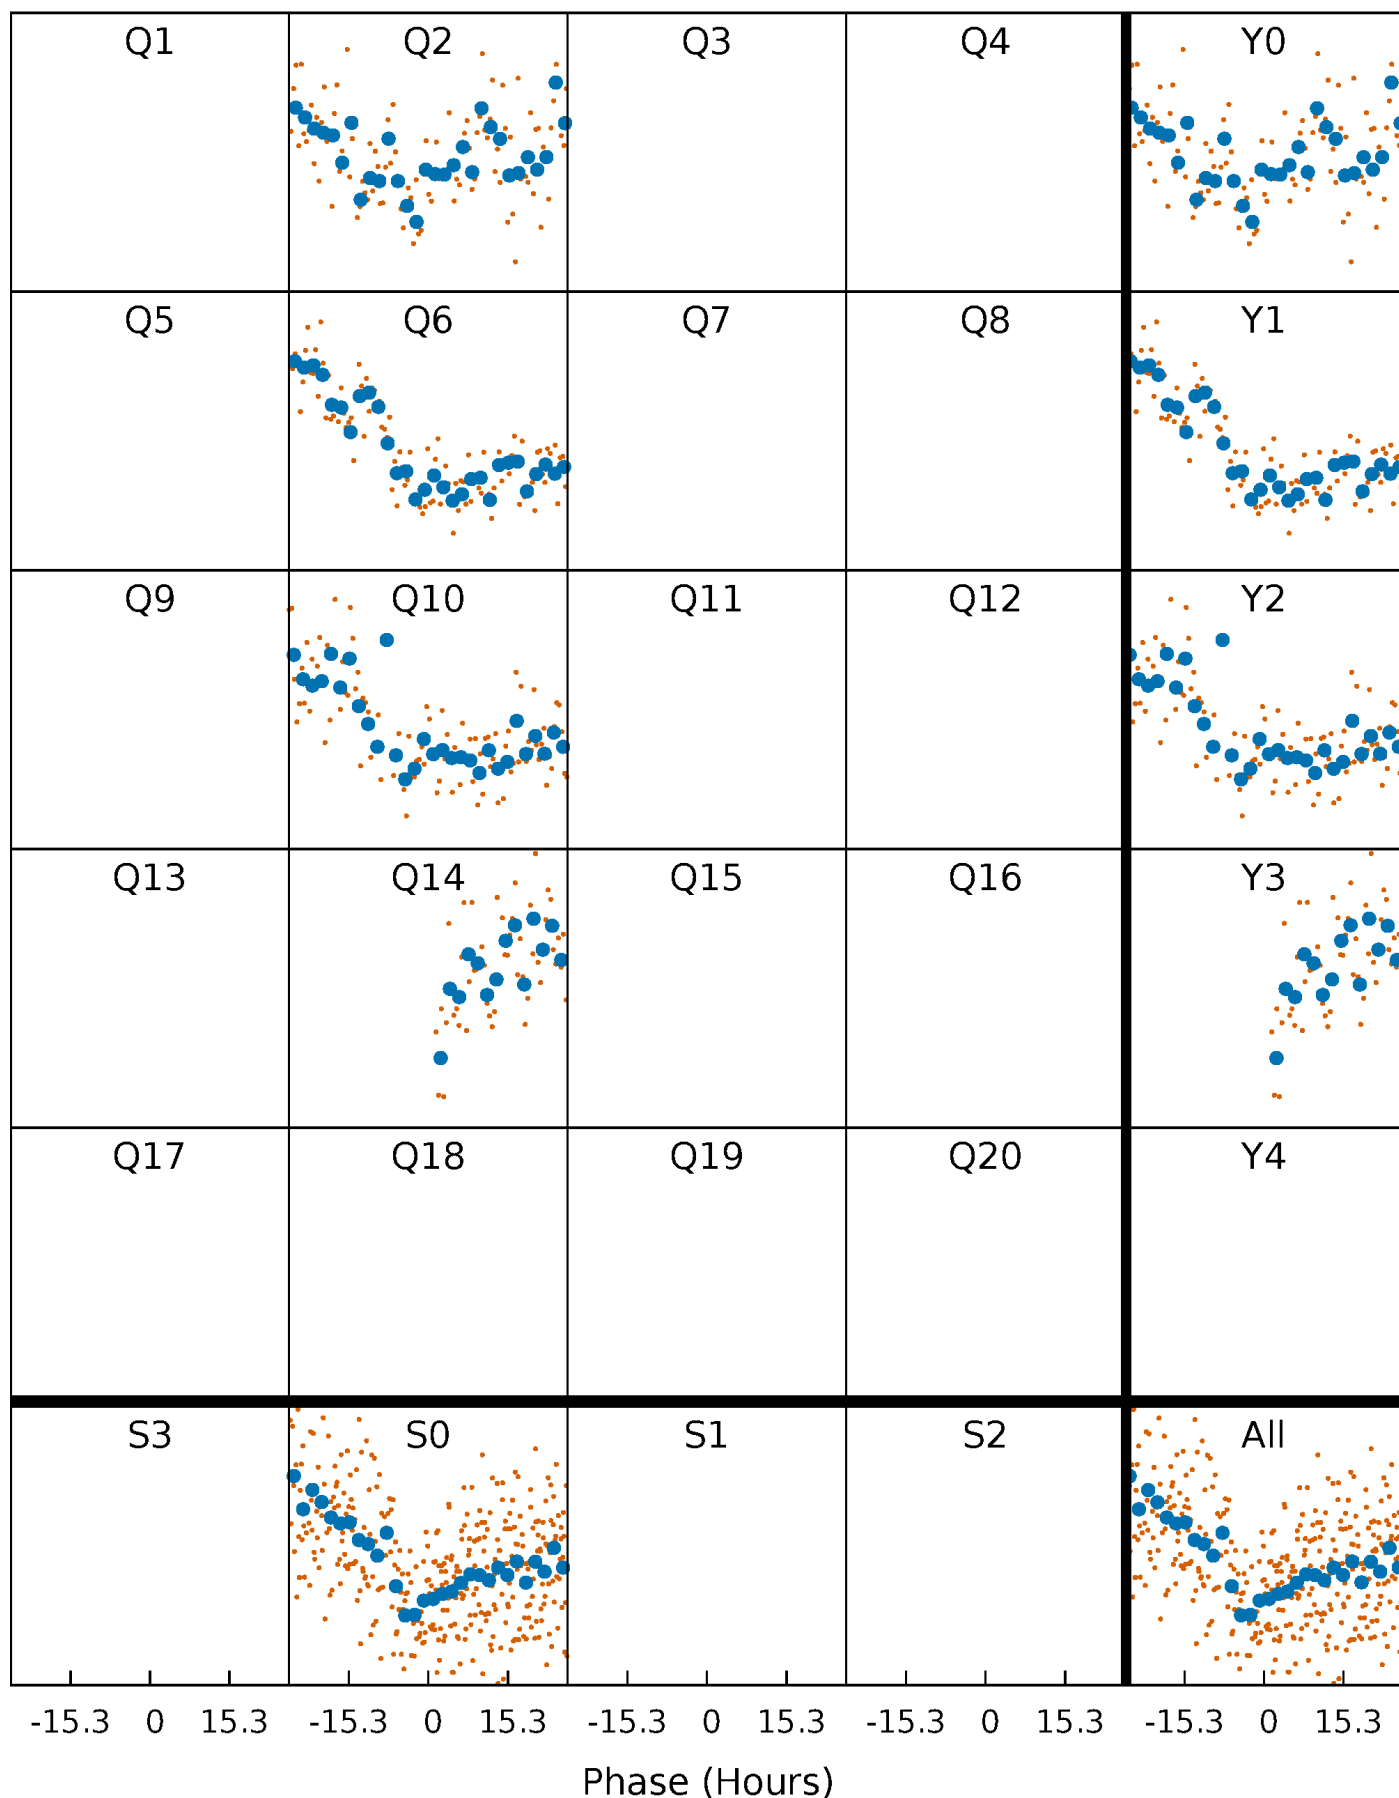 Q1 Q2 Q3 Q4 Y0
Q5 Q6 Q7 Q8 Y1
Q9 Q10 Q11 Q12 Y2
Q13 Q14 Q15 Q16 Y3
Q17 Q18 Q19 Q20 Y4
S3 S0 S1 S2 All
-15.3 0 15.3 -15.3 0 15.3 -15.3 0 15.3 -15.3 0 15.3 -15.3 0 15.3
Phase (Hours)